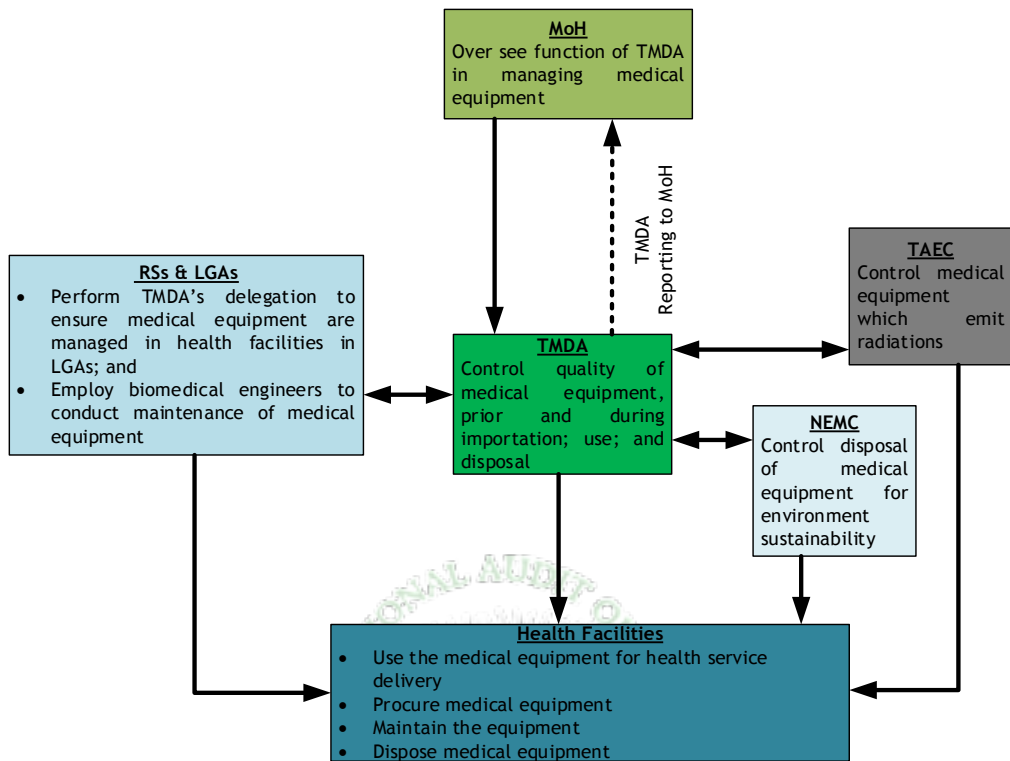 MoH
Over see function of TMDA
in managing medical
equipment
TMDA
Reporting to MoH
RSs & LGAs
• Perform TMDA’s delegation to
ensure medical equipment are
managed in health facilities in
LGAs; and
• Employ biomedical engineers to
conduct maintenance of medical
equipment
TAEC
Control medical
equipment
which emit
radiations
TMDA
Control quality of
medical equipment,
prior and during
importation; use; and
disposal
NEMC
Control disposal
of medical
equipment for
environment
sustainability
ONAL AUDIT O
Health Facilities
• Use the medical equipment for health service
delivery
• Procure medical equipment
• Maintain the equipment
• Dispose medical equipment